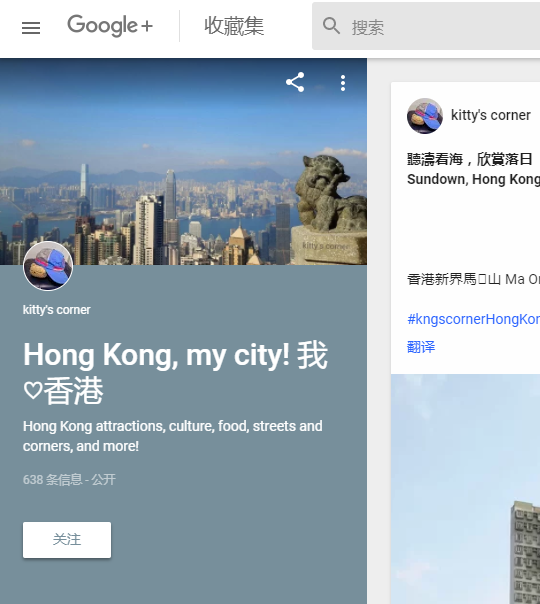 Google+
收藏集
搜索
kitty's corner
kitty's corner
Hong Kong, my city! 我
♡香港
Hong Kong attractions, culture, food, streets and
corners, and more!
638 条信息 - 公开
关注
kitty's corner
聽濤看海，欣賞落日
Sundown, Hong Kong
香港新界馬▯山 Ma On
#kngscornerHongKon
翻译